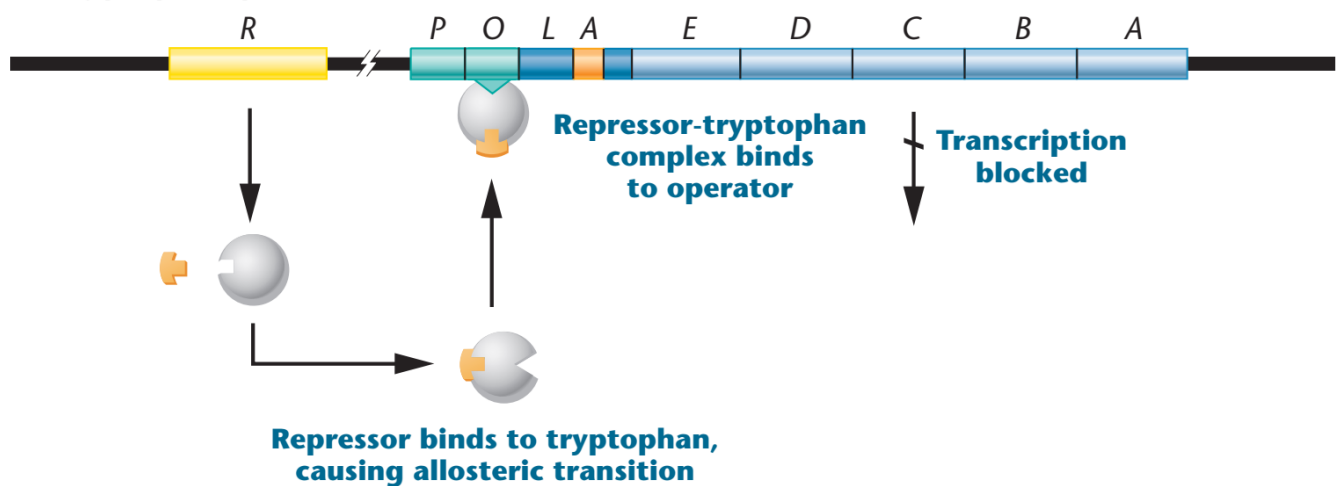 R P O L A E D C B A
Repressor-tryptophan
complex binds
to operator
Transcription
blocked
Repressor binds to tryptophan,
causing allosteric transition